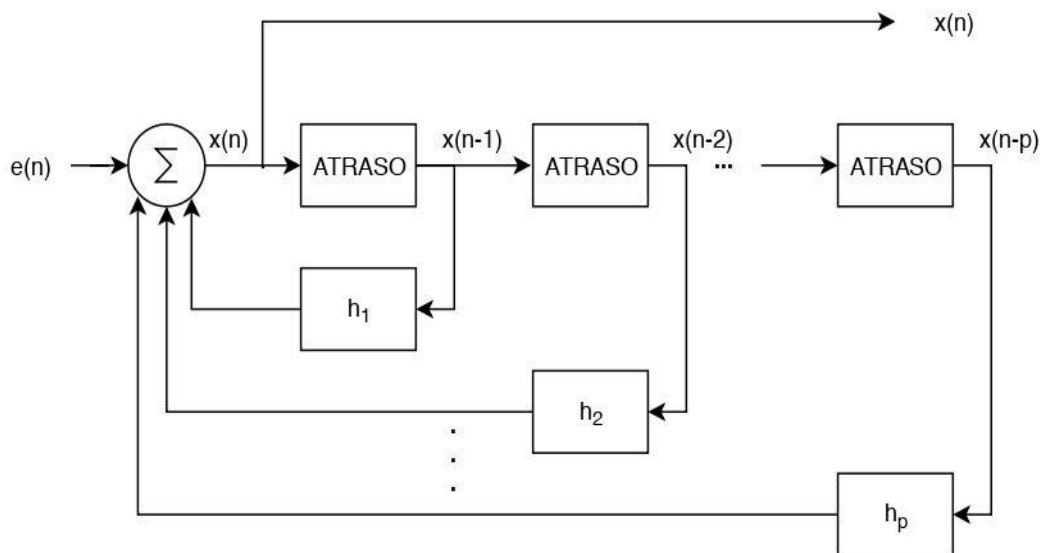 x(n)
e(n) ∑ x(n) ATRASO x(n-1) ATRASO x(n-2) ... ATRASO x(n-p)
h₁
h₂
.
.
.
hₚ